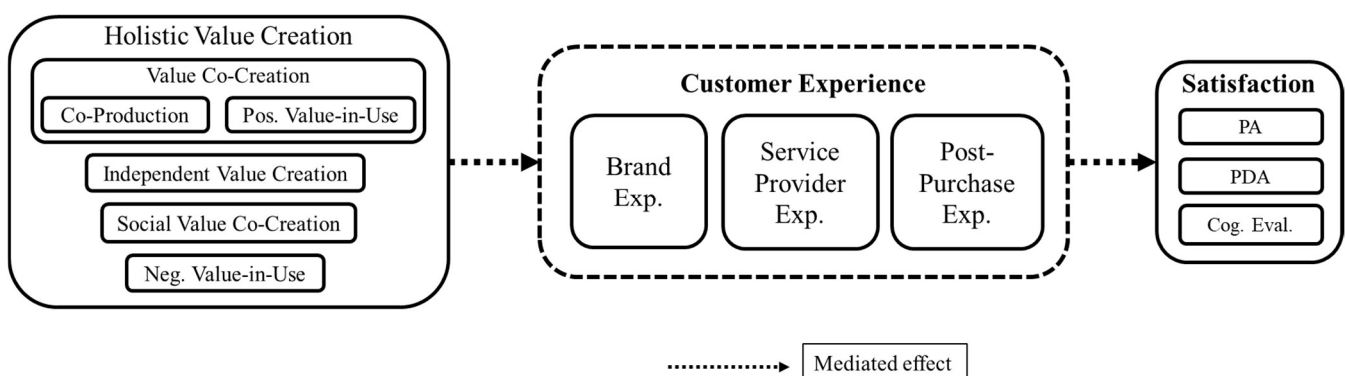 Holistic Value Creation
Value Co-Creation
Co-Production
Pos. Value-in-Use
Independent Value Creation
Social Value Co-Creation
Neg. Value-in-Use
Customer Experience
Brand
Exp.
Service
Provider
Exp.
Post-
Purchase
Exp.
Satisfaction
PA
PDA
Cog. Eval.
Mediated effect